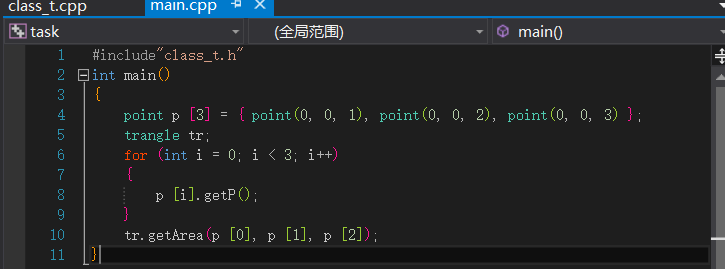 class_t.cpp main.cpp
task (全局范围) main()
1 #include"class_t.h"
2 int main()
3 {
4 point p [3] = { point(0, 0, 1), point(0, 0, 2), point(0, 0, 3) };
5 trangle tr;
6 for (int i = 0; i < 3; i++)
7 {
8 p [i].getP();
9 }
10 tr.getArea(p [0], p [1], p [2]);
11 }